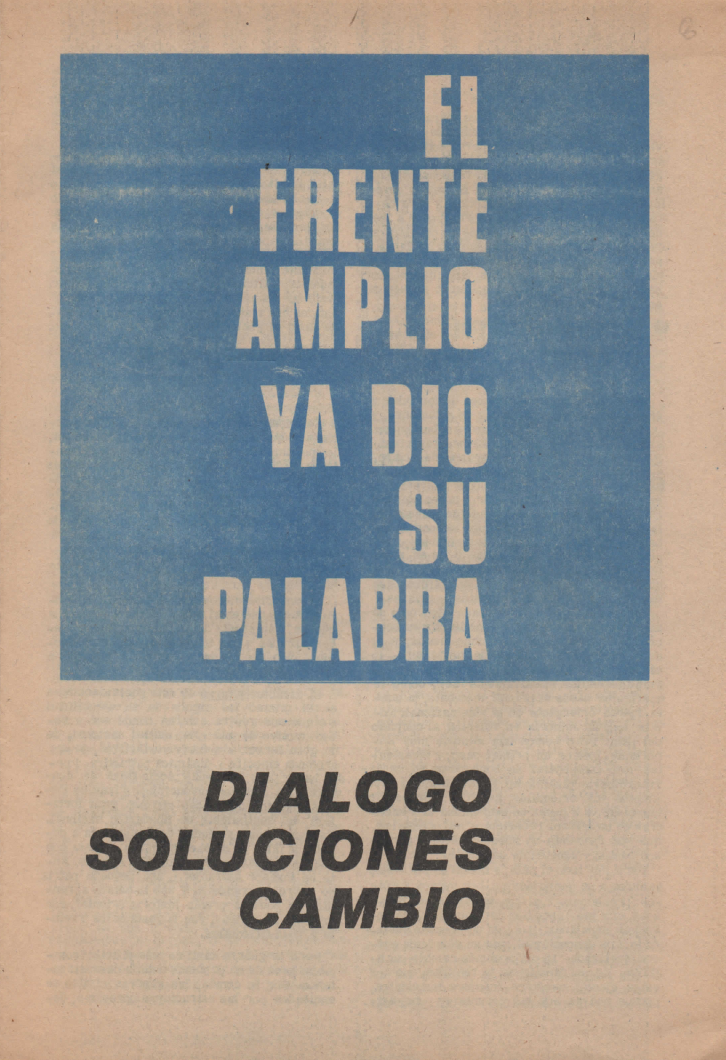 EL
FRENTE
AMPLIO
YA DIO
SU
PALABRA
DIALOGO
SOLUCIONES
CAMBIO